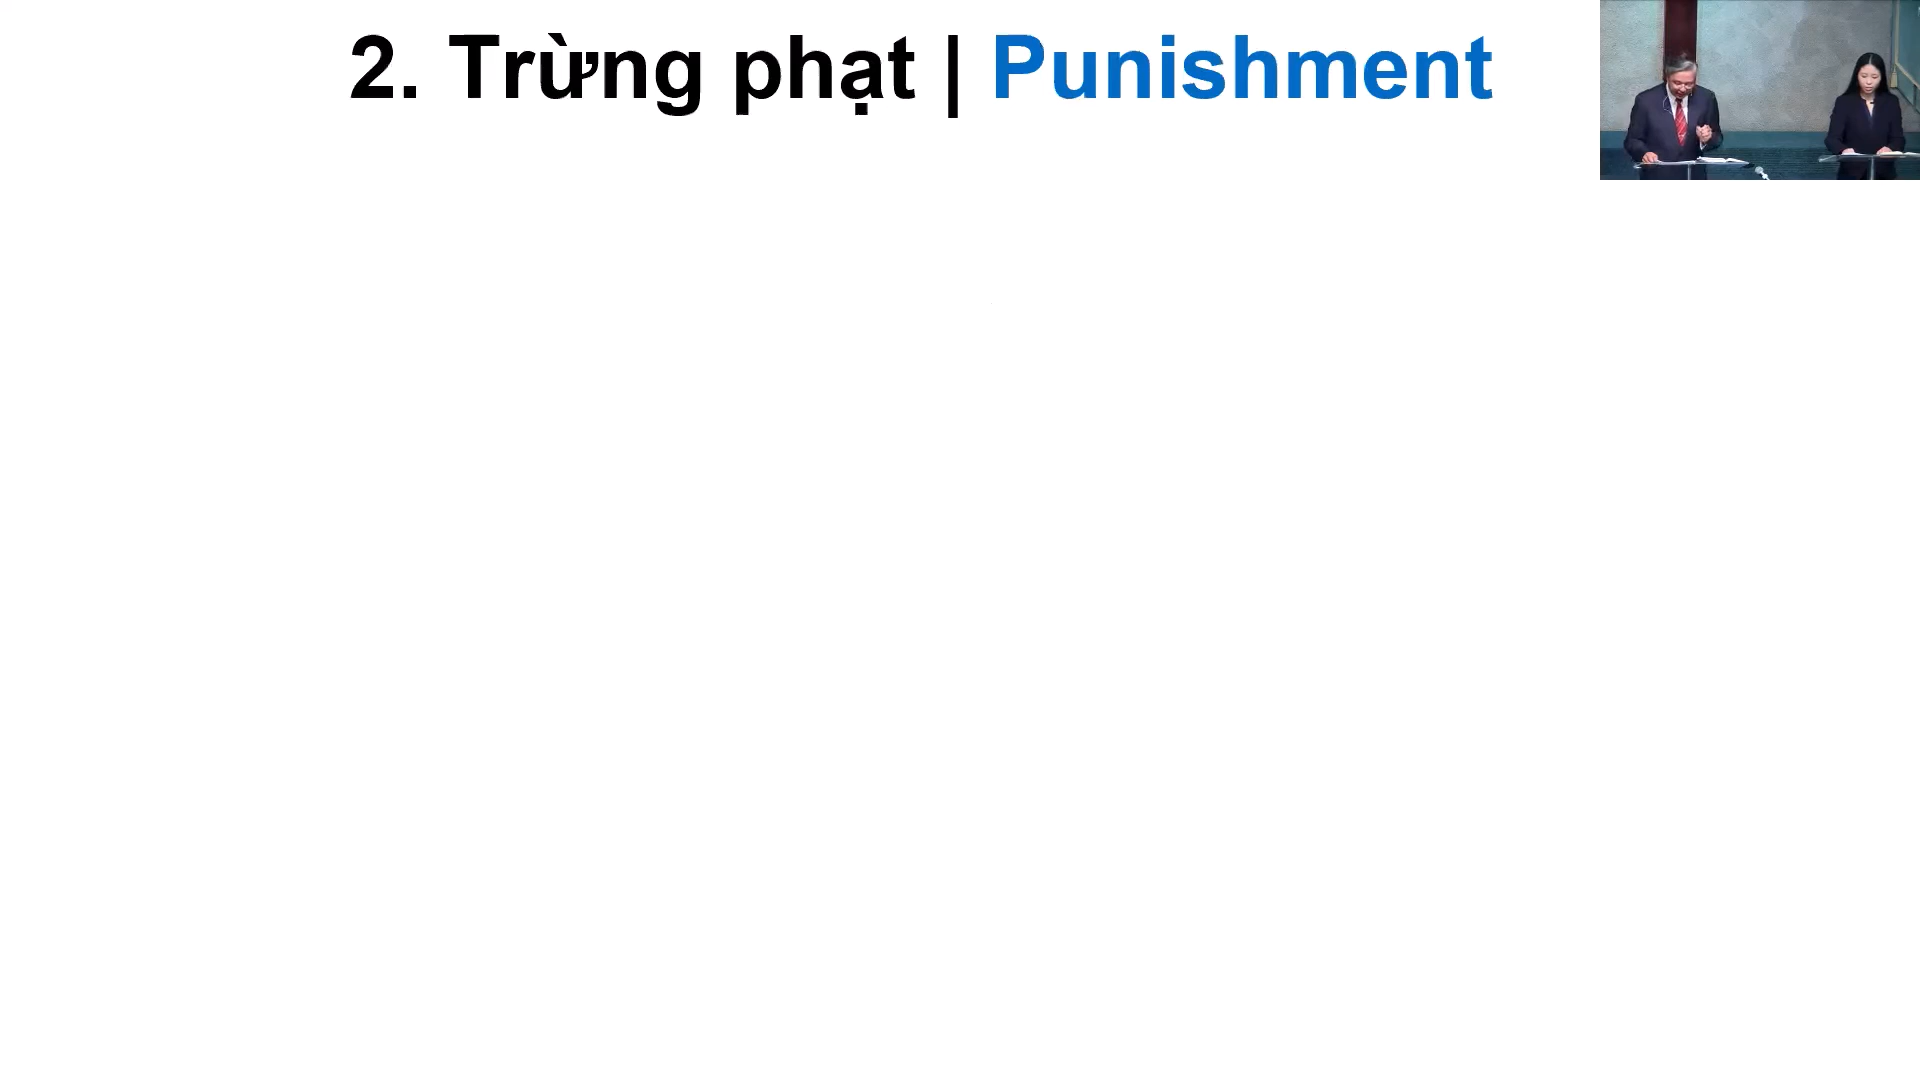 2. Trừng phạt | Punishment